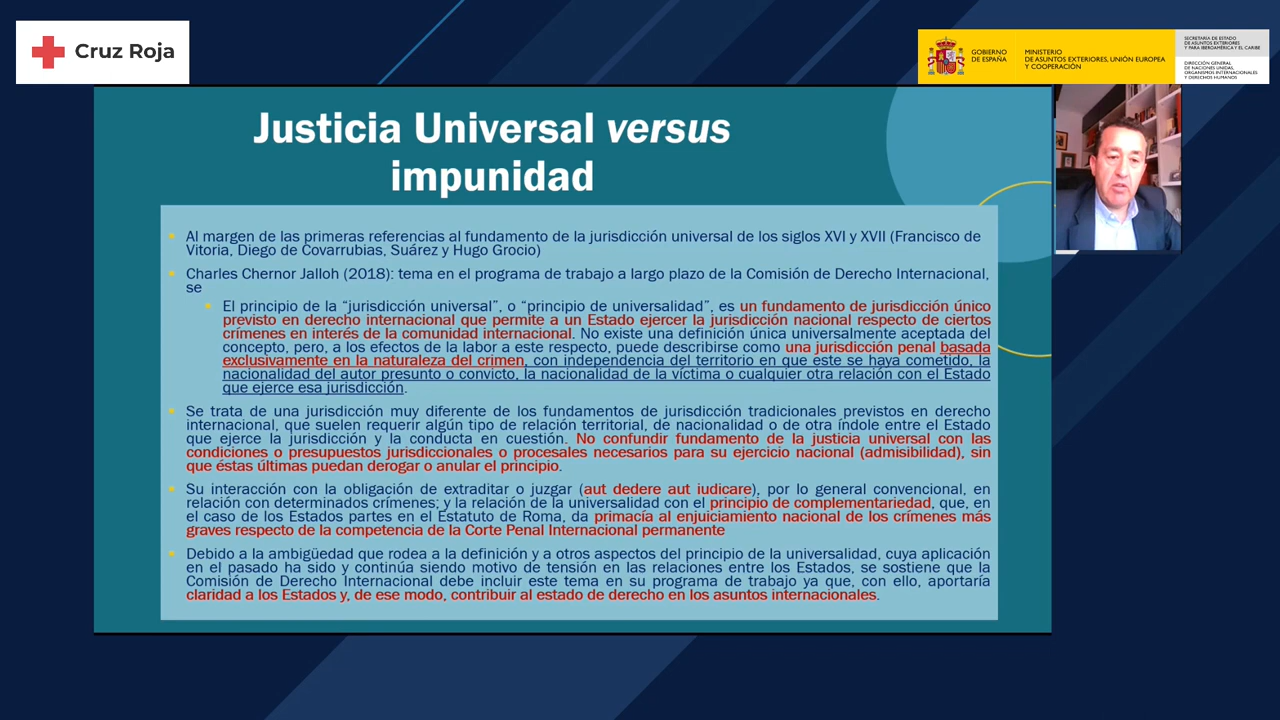 Cruz Roja
GOBIERNO
DE ESPAÑA
MINISTERIO
DE ASUNTOS EXTERIORES, UNIÓN EUROPEA
Y COOPERACIÓN
SECRETARÍA DE ESTADO
DE ASUNTOS EXTERIORES
Y PARA IBEROAMÉRICA Y EL CARIBE
DIRECCIÓN GENERAL
DE NACIONES UNIDAS,
ORGANISMOS INTERNACIONALES
Y DERECHOS HUMANOS
Justicia Universal versus
impunidad
Al margen de las primeras referencias al fundamento de la jurisdicción universal de los siglos XVI y XVII (Francisco de
Vitoria, Diego de Covarrubias, Suárez y Hugo Grocio)
Charles Chernor Jalloh (2018): tema en el programa de trabajo a largo plazo de la Comisión de Derecho Internacional,
se
El principio de la “jurisdicción universal”, o “principio de universalidad”, es un fundamento de jurisdicción único
previsto en derecho internacional que permite a un Estado ejercer la jurisdicción nacional respecto de ciertos
crímenes en interés de la comunidad internacional. No existe una definición única universalmente aceptada del
concepto, pero, a los efectos de la labor a este respecto, puede describirse como una jurisdicción penal basada
exclusivamente en la naturaleza del crimen, con independencia del territorio en que este se haya cometido, la
nacionalidad del autor presunto o convicto, la nacionalidad de la víctima o cualquier otra relación con el Estado
que ejerce esa jurisdicción.
Se trata de una jurisdicción muy diferente de los fundamentos de jurisdicción tradicionales previstos en derecho
internacional, que suelen requerir algún tipo de relación territorial, de nacionalidad o de otra índole entre el Estado
que ejerce la jurisdicción y la conducta en cuestión. No confundir fundamento de la justicia universal con las
condiciones o presupuestos jurisdiccionales o procesales necesarios para su ejercicio nacional (admisibilidad), sin
que éstas últimas puedan derogar o anular el principio.
Su interacción con la obligación de extraditar o juzgar (aut dedere aut iudicare), por lo general convencional, en
relación con determinados crímenes; y la relación de la universalidad con el principio de complementariedad, que, en
el caso de los Estados partes en el Estatuto de Roma, da primacía al enjuiciamiento nacional de los crímenes más
graves respecto de la competencia de la Corte Penal Internacional permanente
Debido a la ambigüedad que rodea a la definición y a otros aspectos del principio de la universalidad, cuya aplicación
en el pasado ha sido y continúa siendo motivo de tensión en las relaciones entre los Estados, se sostiene que la
Comisión de Derecho Internacional debe incluir este tema en su programa de trabajo ya que, con ello, aportaría
claridad a los Estados y, de ese modo, contribuir al estado de derecho en los asuntos internacionales.